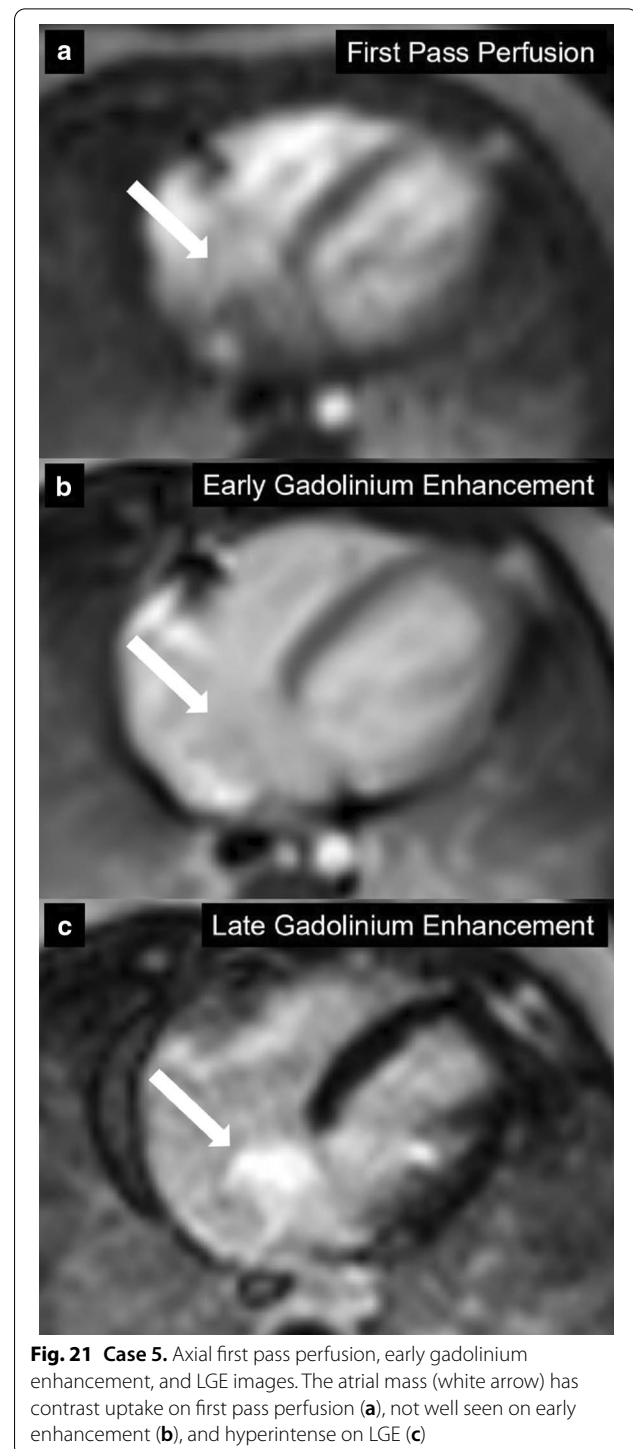 a
First Pass Perfusion
b
Early Gadolinium Enhancement
c
Late Gadolinium Enhancement
Fig. 21 Case 5. Axial first pass perfusion, early gadolinium
enhancement, and LGE images. The atrial mass (white arrow) has
contrast uptake on first pass perfusion (a), not well seen on early
enhancement (b), and hyperintense on LGE (c)